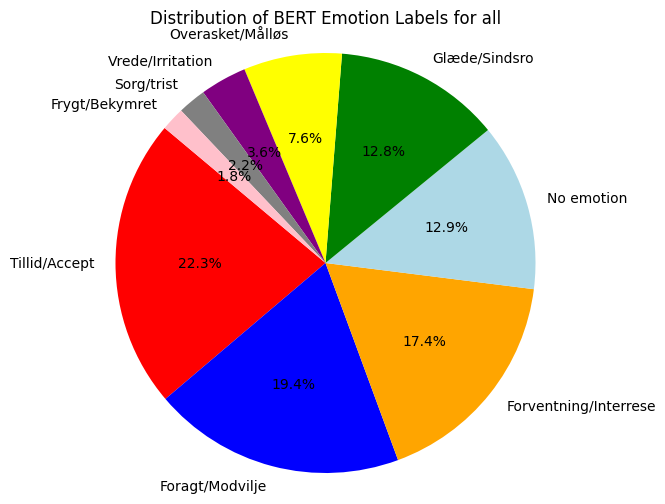 Distribution of BERT Emotion Labels for all
Overasket/Målløs
Vrede/Irritation
Glæde/Sindsro
Sorg/trist
Frygt/Bekymret
7.6%
3.6%
12.8%
2.2%
1.8%
No emotion
12.9%
Tillid/Accept
22.3%
17.4%
19.4%
Forventning/Interrese
Foragt/Modvilje